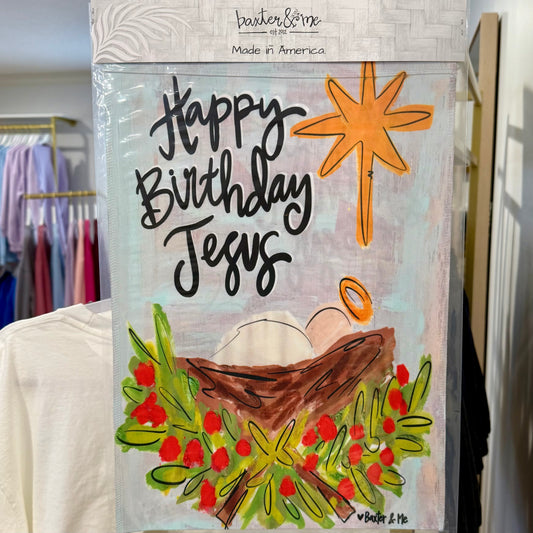 baxter & me
est 2012
Made in America
Happy
Birthday
Jesus
Baxter & Me